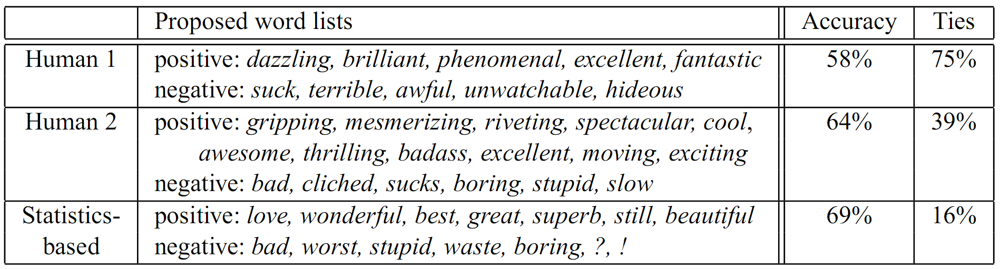 Proposed word lists Accuracy Ties
Human 1 positive: dazzling, brilliant, phenomenal, excellent, fantastic 58% 75%
negative: suck, terrible, awful, unwatchable, hideous
Human 2 positive: gripping, mesmerizing, riveting, spectacular, cool, 64% 39%
awesome, thrilling, badass, excellent, moving, exciting
negative: bad, cliched, sucks, boring, stupid, slow
Statistics- positive: love, wonderful, best, great, superb, still, beautiful 69% 16%
based negative: bad, worst, stupid, waste, boring, ?, !